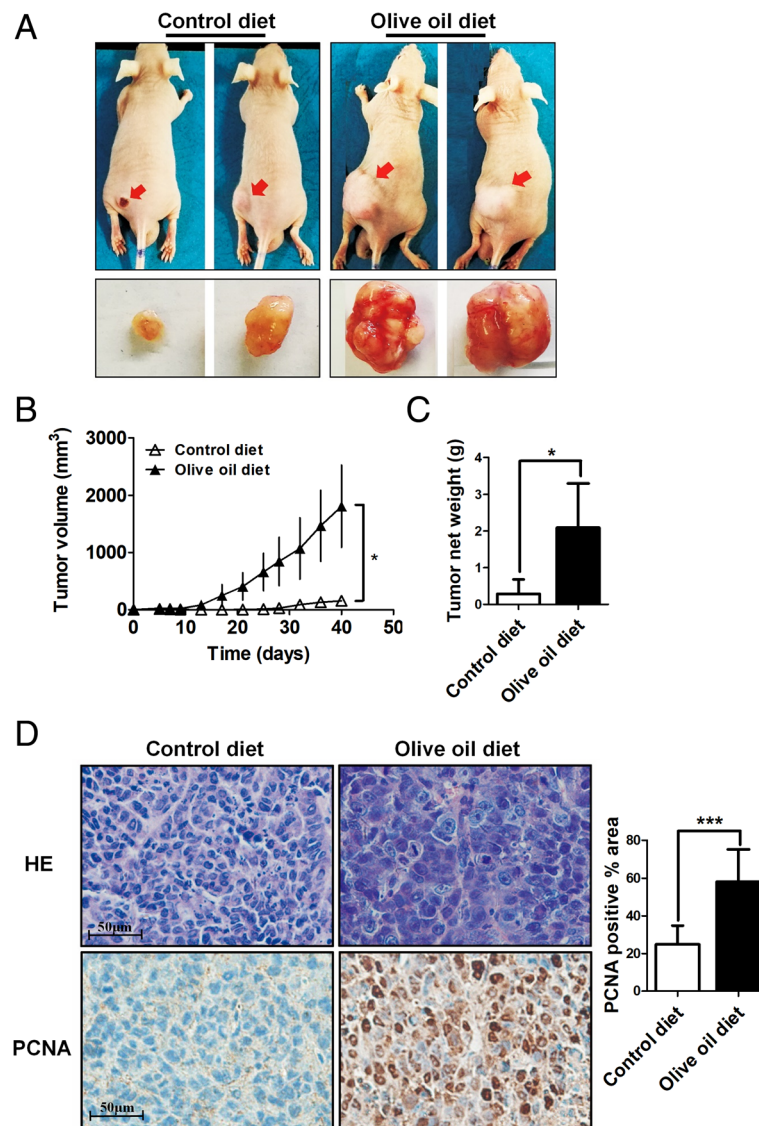 A
Control diet
Olive oil diet
B
Tumor volume (mm³)
3000
2000
1000
0
Control diet
Olive oil diet
*
0
10
20
30
40
50
Time (days)
C
Tumor net weight (g)
4
3
2
1
0
*
Control diet
Olive oil diet
D
Control diet
Olive oil diet
HE
50μm
PCNA
50μm
PCNA positive % area
80
60
40
20
0
***
Control diet
Olive oil diet